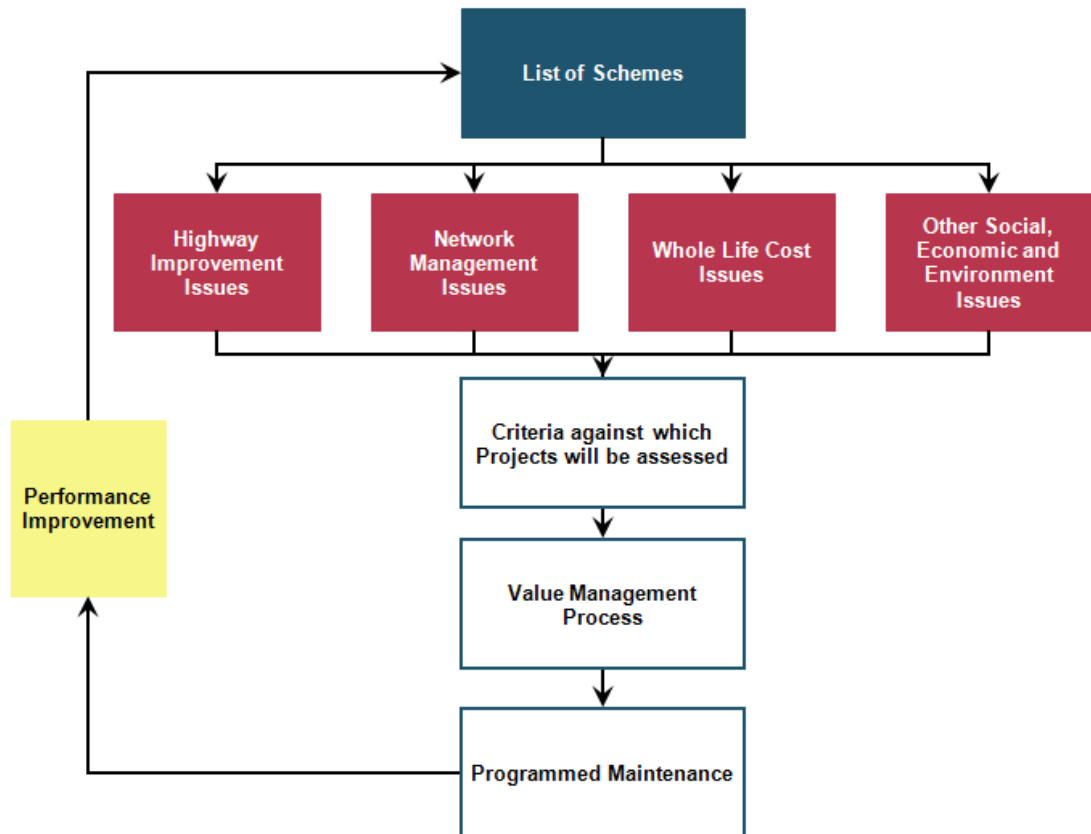 List of Schemes
Highway
Improvement
Issues
Network
Management
Issues
Whole Life Cost
Issues
Other Social,
Economic and
Environment
Issues
Criteria against which
Projects will be assessed
Performance
Improvement
Value Management
Process
Programmed Maintenance